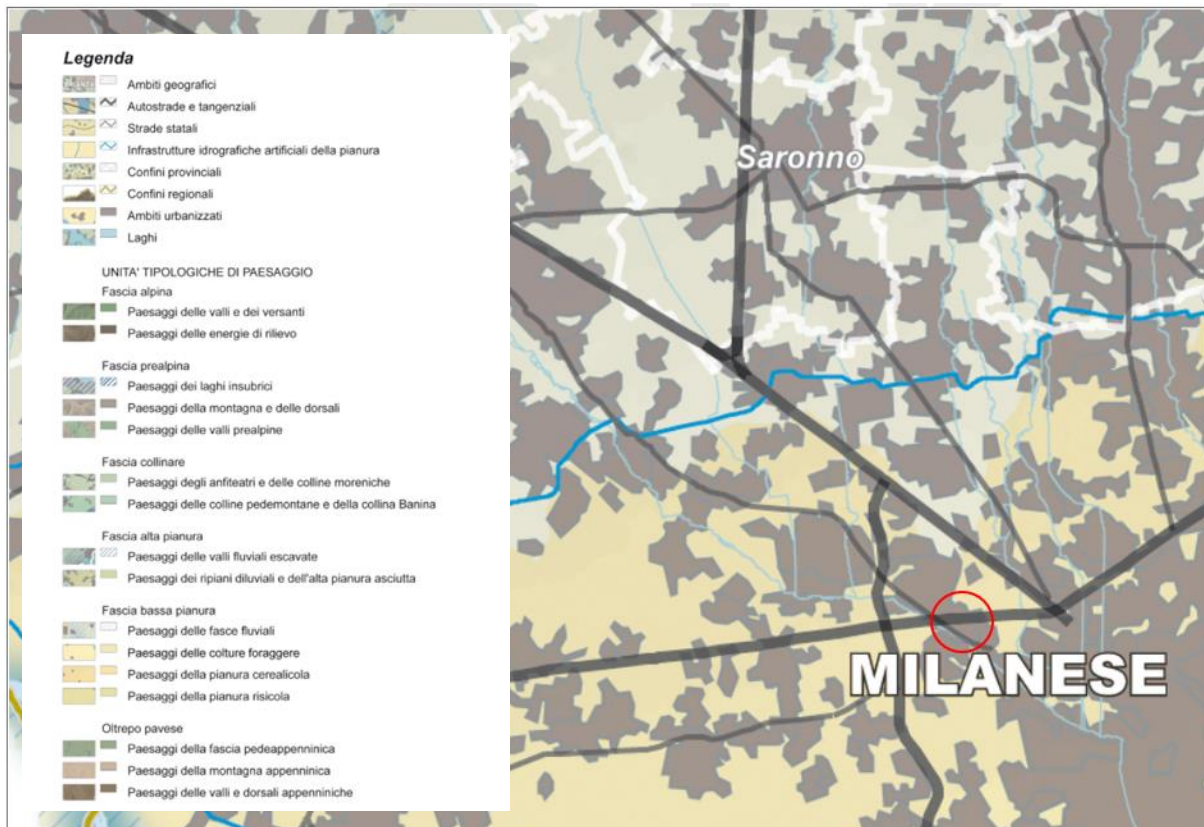 Legenda
Ambiti geografici
Autostrade e tangenziali
Strade statali
Infrastrutture idrografiche artificiali della pianura
Confini provinciali
Confini regionali
Ambiti urbanizzati
Laghi
UNITA' TIPOLOGICHE DI PAESAGGIO
Fascia alpina
Paesaggi delle valli e dei versanti
Paesaggi delle energie di rilievo
Fascia prealpina
Paesaggi dei laghi insubrici
Paesaggi della montagna e delle dorsali
Paesaggi delle valli prealpine
Fascia collinare
Paesaggi degli anfiteatri e delle colline moreniche
Paesaggi delle colline pedemontane e della collina Banina
Fascia alta pianura
Paesaggi delle valli fluviali escavate
Paesaggi dei ripiani diluviali e dell'alta pianura asciutta
Fascia bassa pianura
Paesaggi delle fasce fluviali
Paesaggi delle colture foraggere
Paesaggi della pianura cerealicola
Paesaggi della pianura risicola
Oltrepo pavese
Paesaggi della fascia pedeappenninica
Paesaggi della montagna appenninica
Paesaggi delle valli e dorsali appenniniche
Saronno
MILANESE